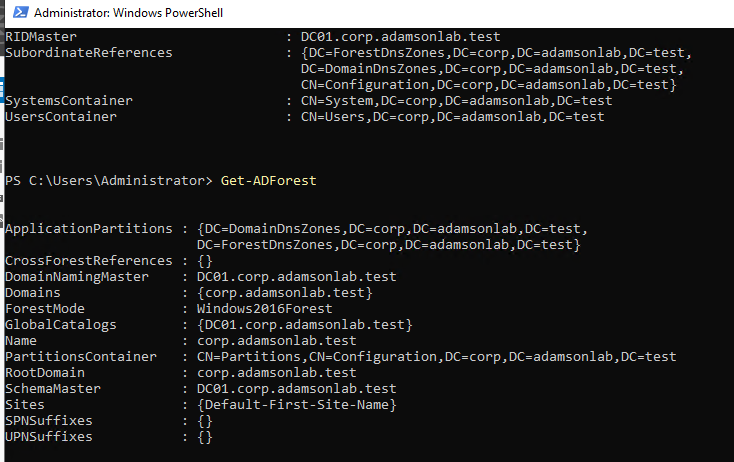 Administrator: Windows PowerShell
RIDMaster                          : DC01.corp.adamsonlab.test
SubordinateReferences              : {DC=ForestDnsZones,DC=corp,DC=adamsonlab,DC=test,
                                     DC=DomainDnsZones,DC=corp,DC=adamsonlab,DC=test,
                                     CN=Configuration,DC=corp,DC=adamsonlab,DC=test}
SystemsContainer                   : CN=System,DC=corp,DC=adamsonlab,DC=test
UsersContainer                     : CN=Users,DC=corp,DC=adamsonlab,DC=test
PS C:\Users\Administrator> Get-ADForest
ApplicationPartitions : {DC=DomainDnsZones,DC=corp,DC=adamsonlab,DC=test,
                        DC=ForestDnsZones,DC=corp,DC=adamsonlab,DC=test}
CrossForestReferences : {}
DomainNamingMaster    : DC01.corp.adamsonlab.test
Domains               : {corp.adamsonlab.test}
ForestMode            : Windows2016Forest
GlobalCatalogs        : {DC01.corp.adamsonlab.test}
Name                  : corp.adamsonlab.test
PartitionsContainer   : CN=Partitions,CN=Configuration,DC=corp,DC=adamsonlab,DC=test
RootDomain            : corp.adamsonlab.test
SchemaMaster          : DC01.corp.adamsonlab.test
Sites                 : {Default-First-Site-Name}
SPNSuffixes           : {}
UPNSuffixes           : {}